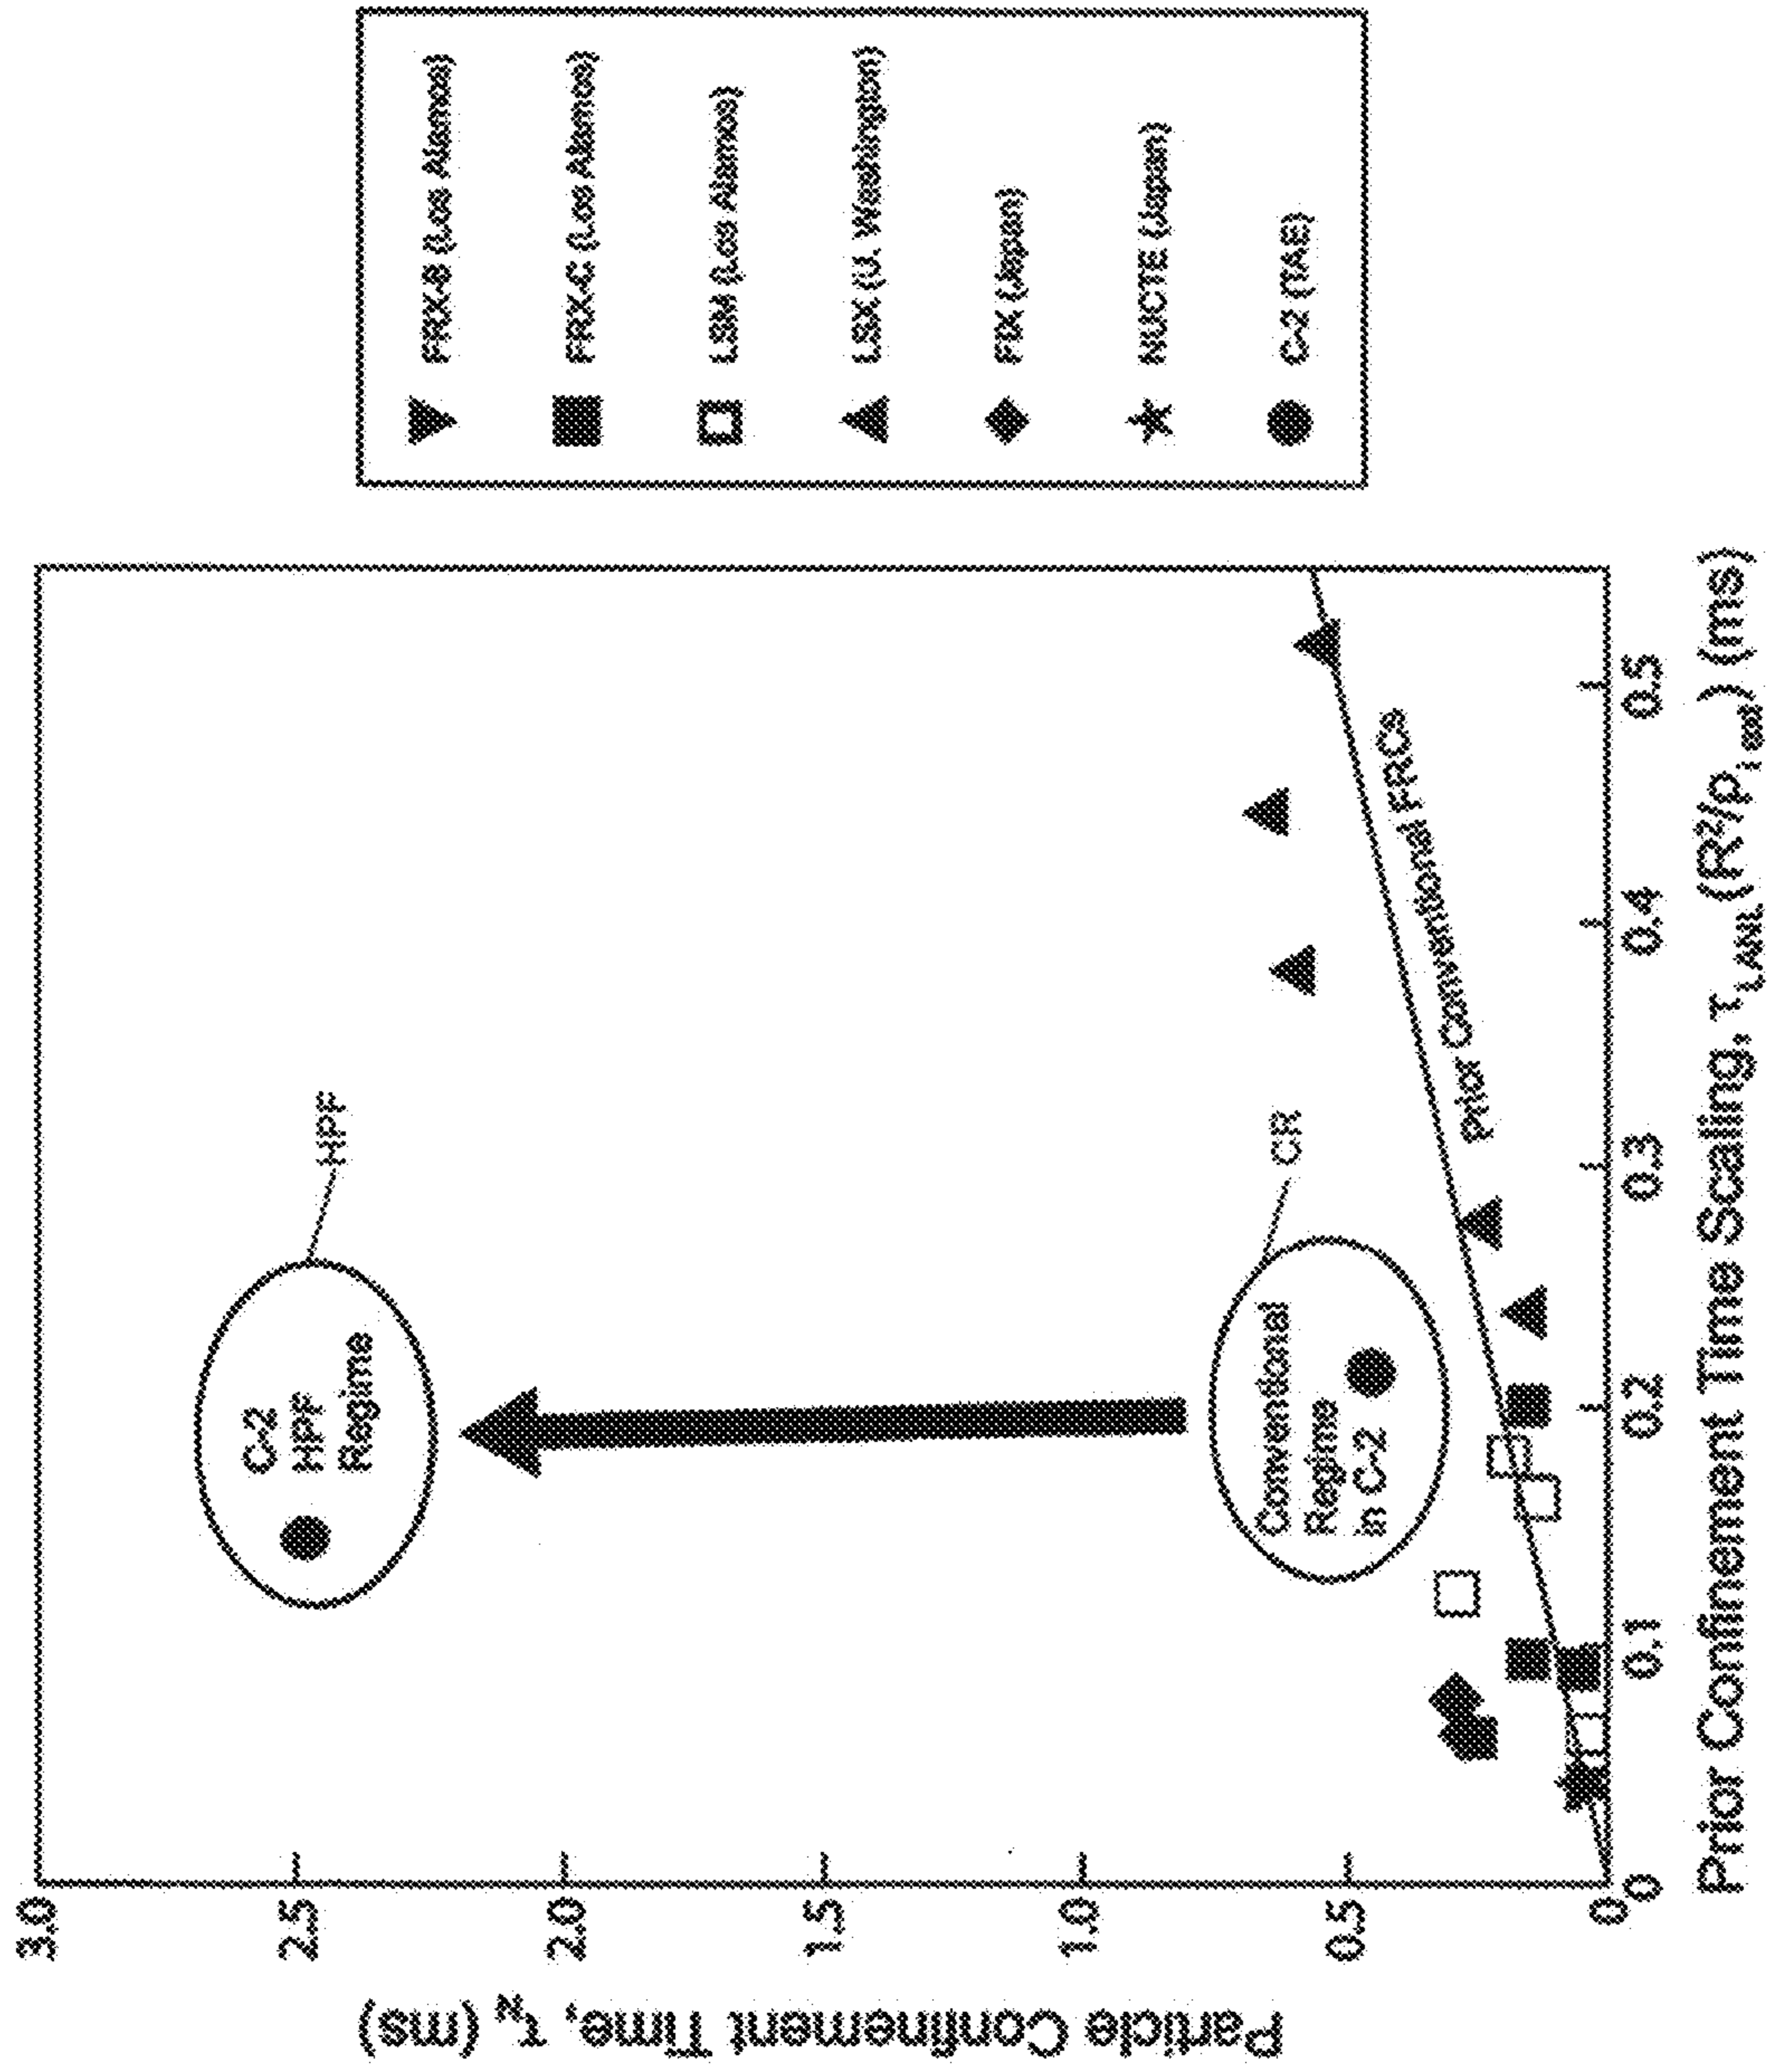 Particle Confinement Time, τN (ms)
3.0
2.5
2.0
1.5
1.0
0.5
0
C-2
HPF
Regime
HPF
Conventional
Regime
in C-2
CR
Prior Conventional FRCs
0
0.1
0.2
0.3
0.4
0.5
Prior Confinement Time Scaling, τLANL (R²/ρi ext) (ms)
FRX-B (Los Alamos)
FRX-C (Los Alamos)
LSM (Los Alamos)
LSX (U. Washington)
FIX (Japan)
NUCTE (Japan)
C-2 (TAE)